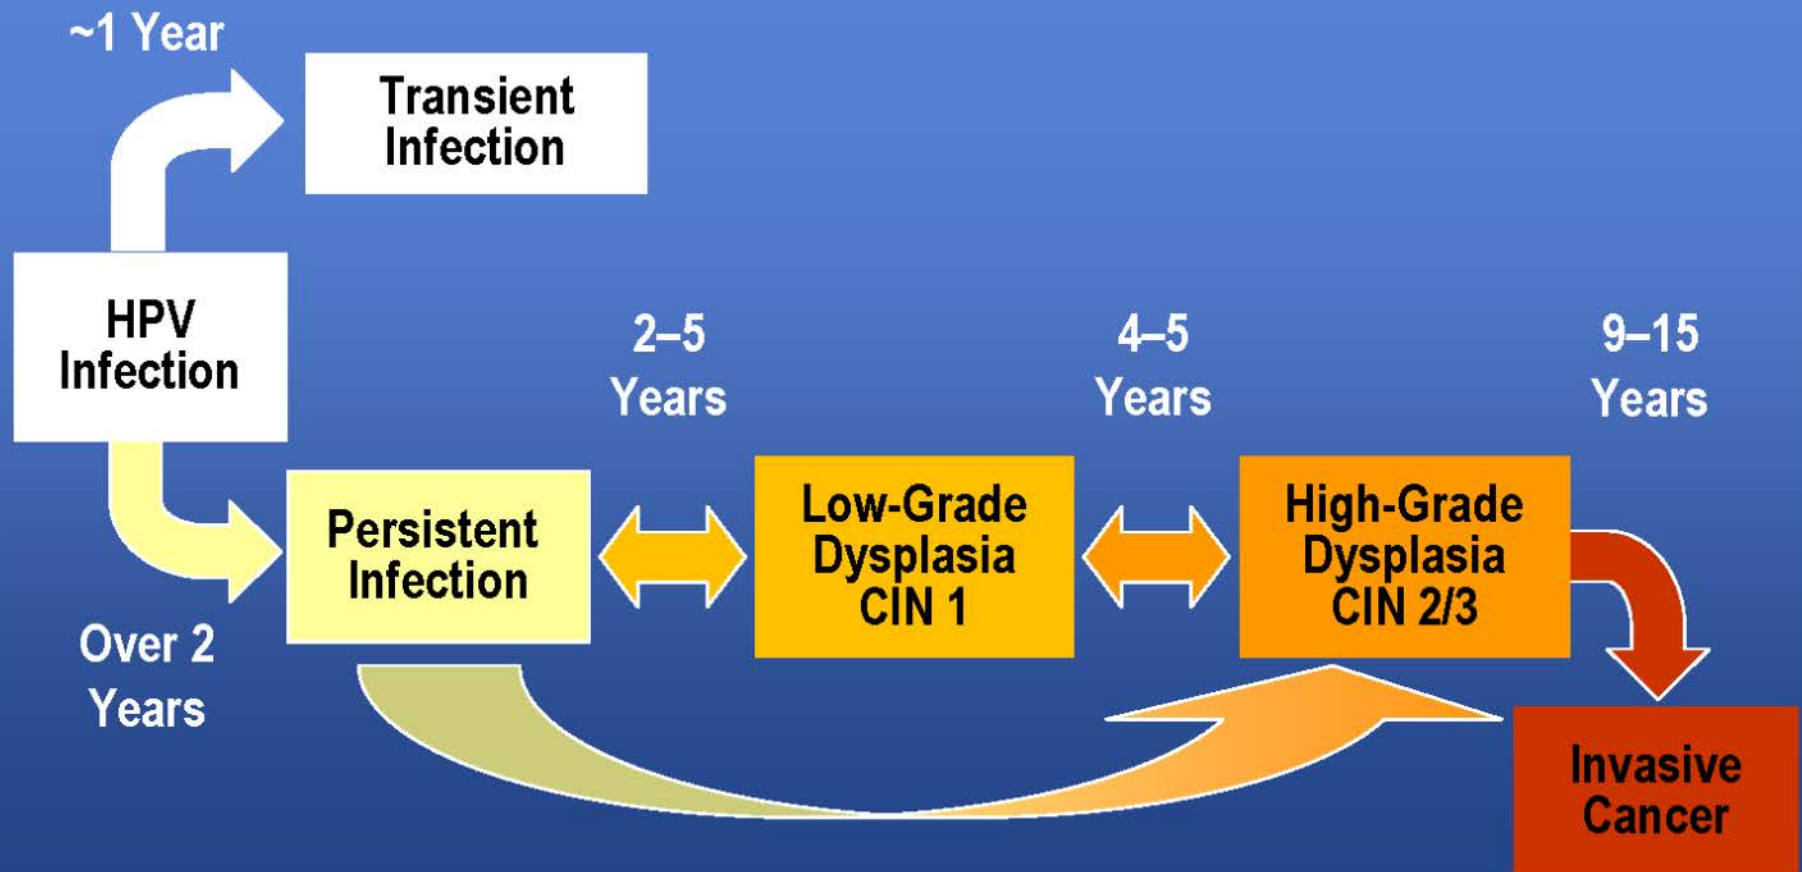 ~1 Year
Transient
Infection
HPV
Infection
2–5
Years
4–5
Years
9–15
Years
Persistent
Infection
Low-Grade
Dysplasia
CIN 1
High-Grade
Dysplasia
CIN 2/3
Over 2
Years
Invasive
Cancer